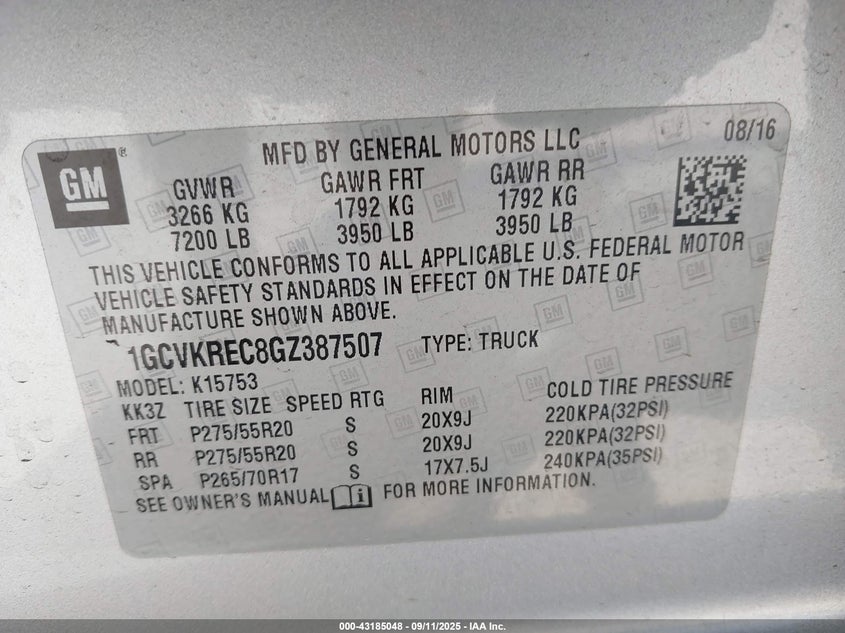 GM
®
MFD BY GENERAL MOTORS LLC
08/16
GVWR GAWR FRT GAWR RR
3266 KG 1792 KG 1792 KG
7200 LB 3950 LB 3950 LB
THIS VEHICLE CONFORMS TO ALL APPLICABLE U.S. FEDERAL MOTOR
VEHICLE SAFETY STANDARDS IN EFFECT ON THE DATE OF
MANUFACTURE SHOWN ABOVE.
1GCVKREC8GZ387507 TYPE: TRUCK
MODEL: K15753
KK3Z TIRE SIZE SPEED RTG RIM COLD TIRE PRESSURE
FRT P275/55R20 S 20X9J 220KPA(32PSI)
RR P275/55R20 S 20X9J 220KPA(32PSI)
SPA P265/70R17 S 17X7.5J 240KPA(35PSI)
SEE OWNER'S MANUAL FOR MORE INFORMATION.
000-43185048 - 09/11/2025 - IAA Inc.